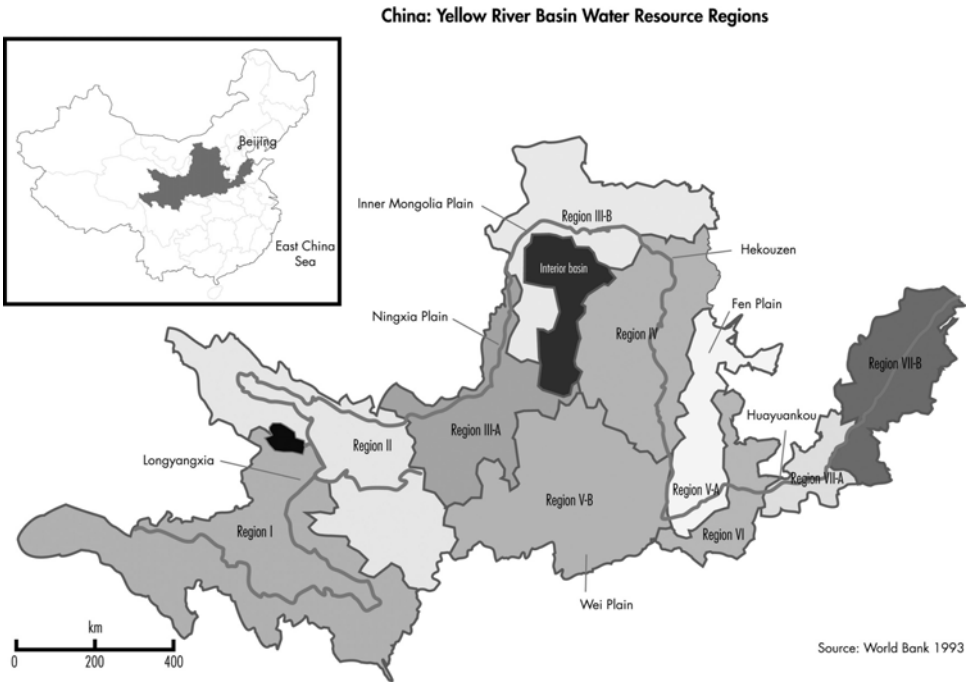 China: Yellow River Basin Water Resource Regions
Beijing
East China
Sea
Inner Mongolia Plain
Region III-B
Hekouzen
Interior basin
Ningxia Plain
Fen Plain
Region IV
Region VII-B
Huayuankou
Region II
Region III-A
Longyangxia
Region VII-A
Region V-A
Region V-B
Region I
Region VI
Wei Plain
km
0 200 400
Source: World Bank 1993